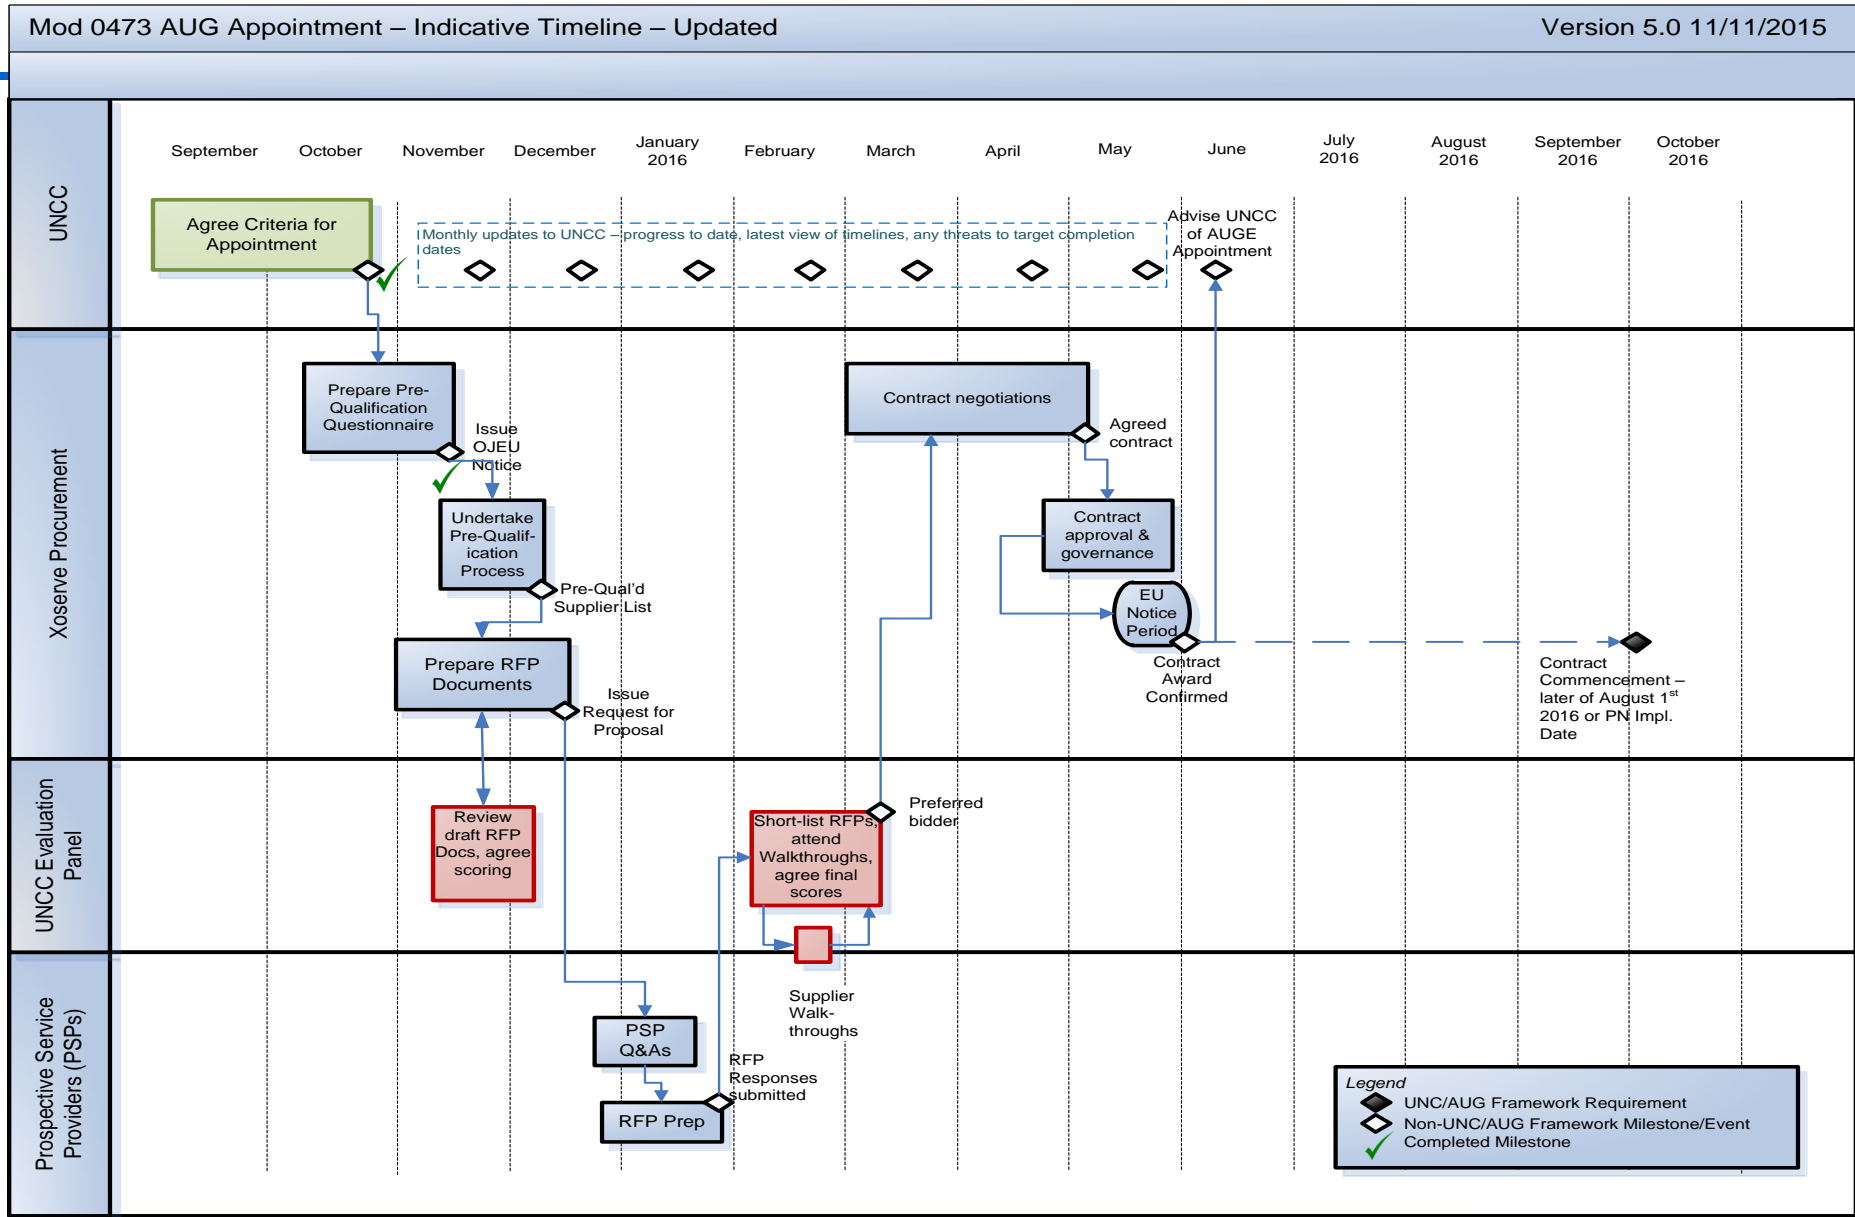 Mod 0473 AUG Appointment – Indicative Timeline – Updated
Version 5.0 11/11/2015
September
October
November
December
January
2016
February
March
April
May
June
July
2016
August
2016
September
2016
October
2016
UNCC
Agree Criteria for
Appointment
Monthly updates to UNCC – progress to date, latest view of timelines, any threats to target completion
dates
Advise UNCC
of AUGE
Appointment
Xoserve Procurement
Prepare Pre-
Qualification
Questionnaire
Issue
OJEU
Notice
Undertake
Pre-Qualif-
ication
Process
Pre-Qual'd
Supplier List
Prepare RFP
Documents
Issue
Request for
Proposal
Contract negotiations
Agreed
contract
Contract
approval &
governance
EU
Notice
Period
Contract
Award
Confirmed
Contract
Commencement –
later of August 1st
2016 or PN Impl.
Date
UNCC Evaluation
Panel
Review
draft RFP
Docs, agree
scoring
Short-list RFPs,
attend
Walkthroughs,
agree final
scores
Preferred
bidder
Prospective Service
Providers (PSPs)
Supplier
Walk-
throughs
PSP
Q&As
RFP
Responses
submitted
RFP Prep
Legend
UNC/AUG Framework Requirement
Non-UNC/AUG Framework Milestone/Event
Completed Milestone